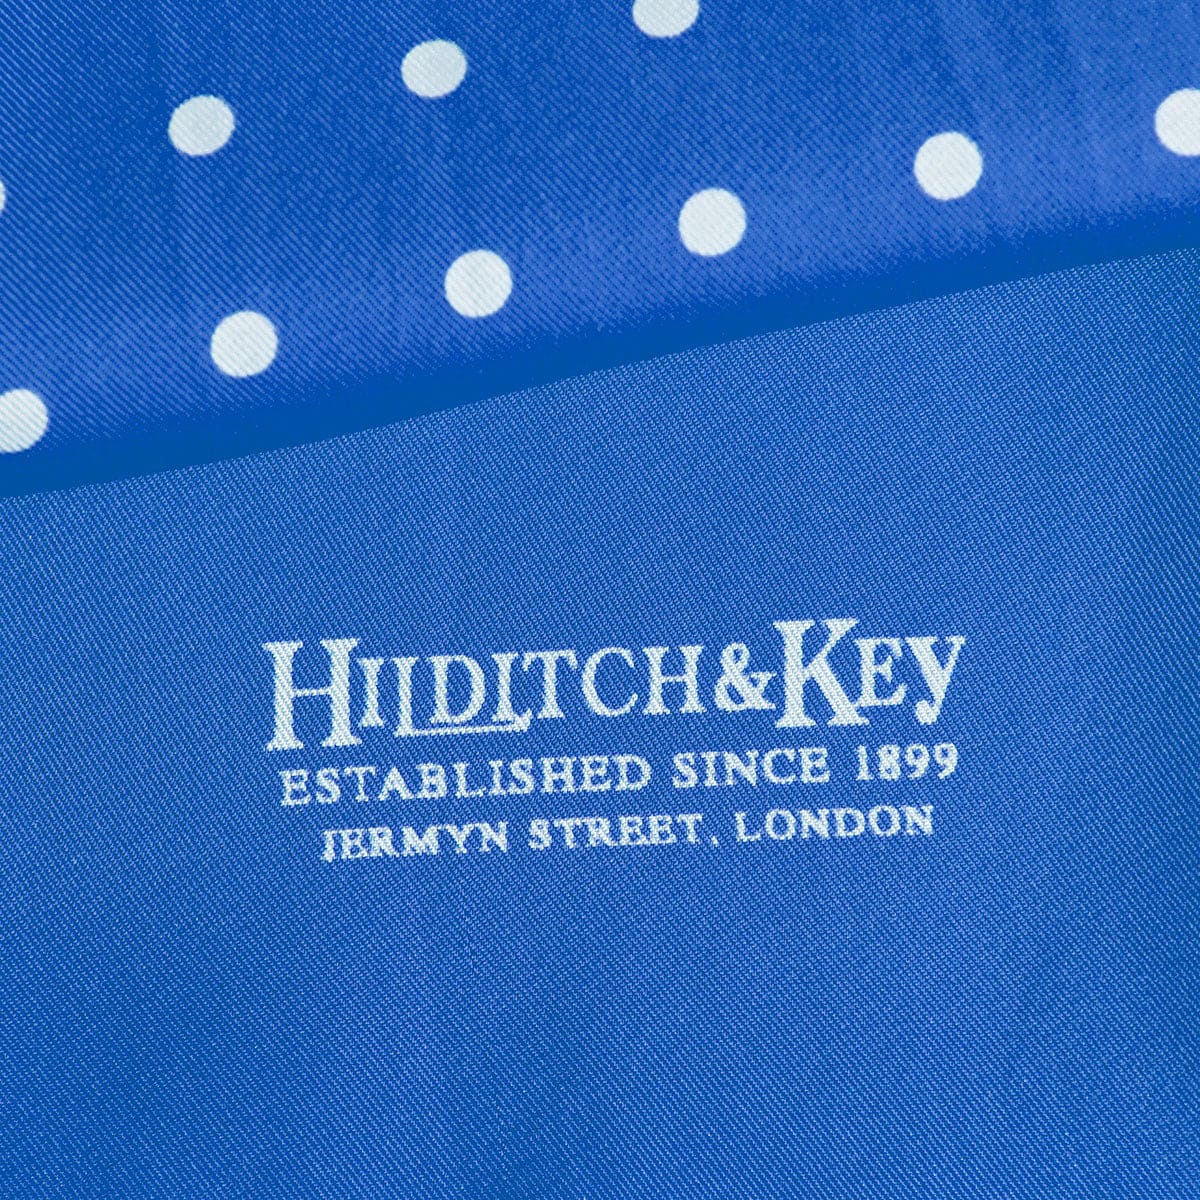 HILDITCH & KEY
ESTABLISHED SINCE 1899
JERMYN STREET, LONDON